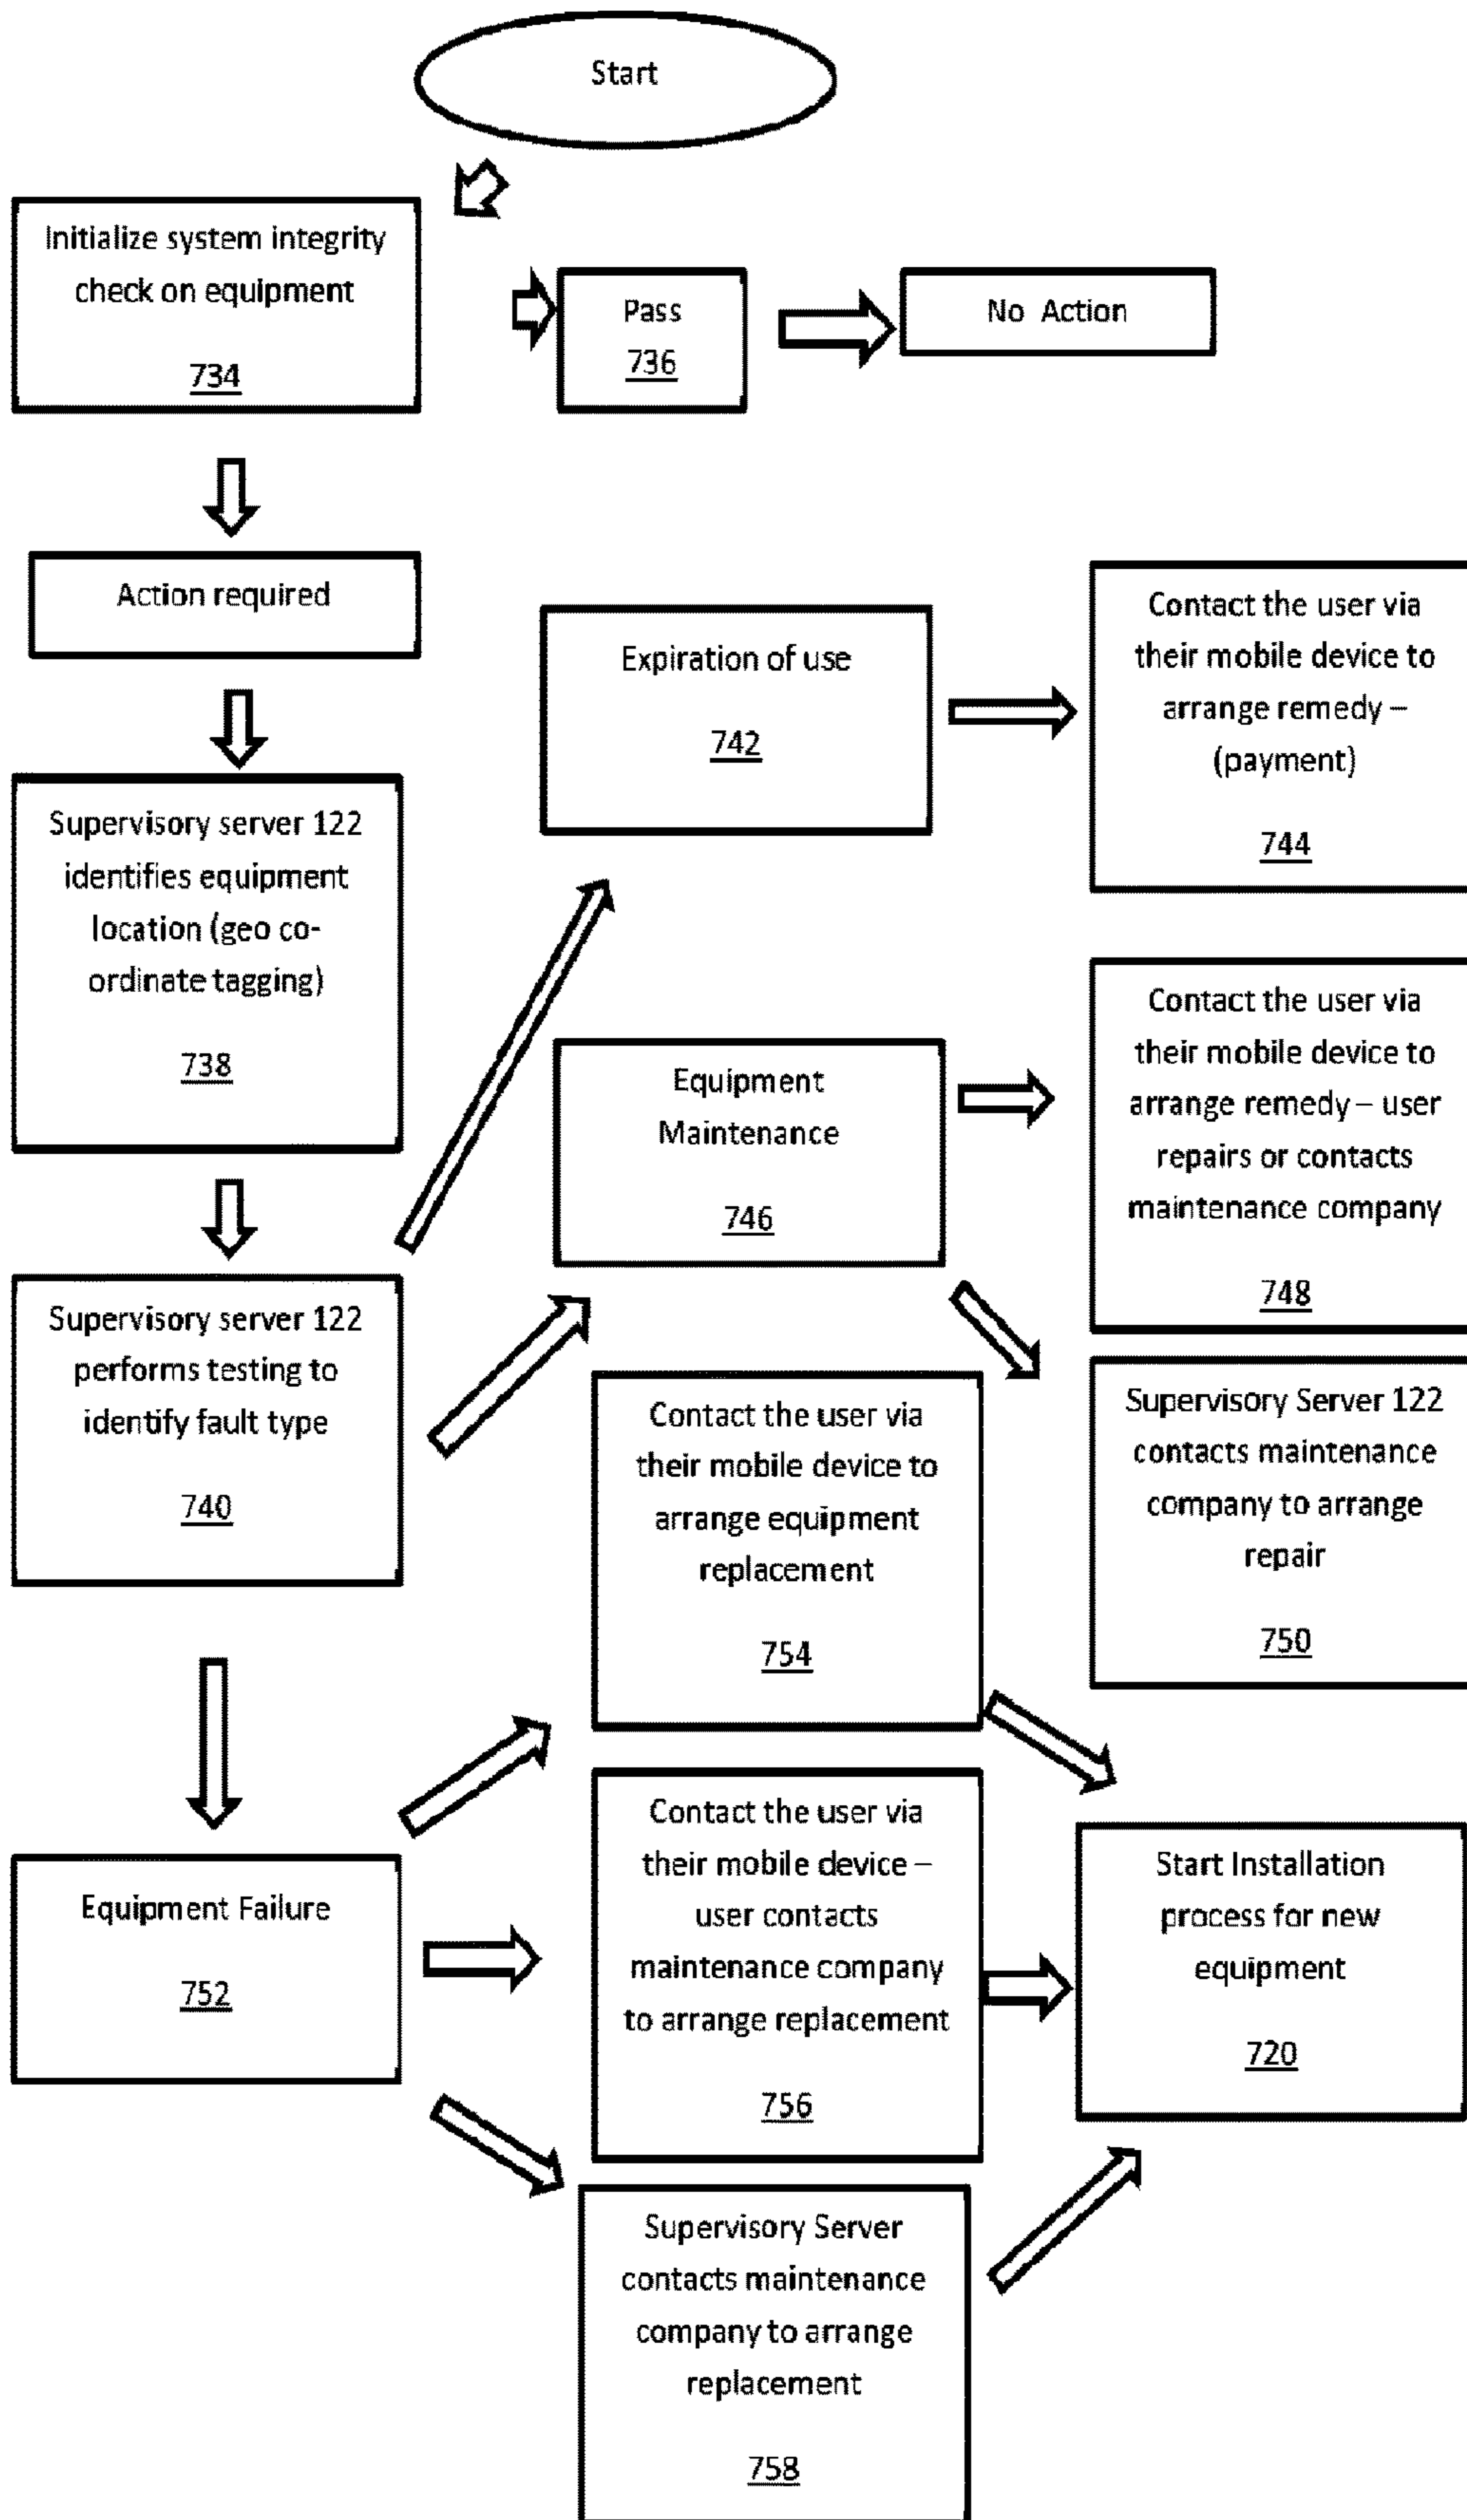 Start
Initialize system integrity
check on equipment
734
Pass
736
No Action
Action required
Supervisory server 122
identifies equipment
location (geo co-
ordinate tagging)
738
Expiration of use
742
Contact the user via
their mobile device to
arrange remedy –
(payment)
744
Equipment
Maintenance
746
Contact the user via
their mobile device to
arrange remedy – user
repairs or contacts
maintenance company
748
Supervisory server 122
performs testing to
identify fault type
740
Contact the user via
their mobile device to
arrange equipment
replacement
754
Supervisory Server 122
contacts maintenance
company to arrange
repair
750
Equipment Failure
752
Contact the user via
their mobile device –
user contacts
maintenance company
to arrange replacement
756
Start Installation
process for new
equipment
720
Supervisory Server
contacts maintenance
company to arrange
replacement
758